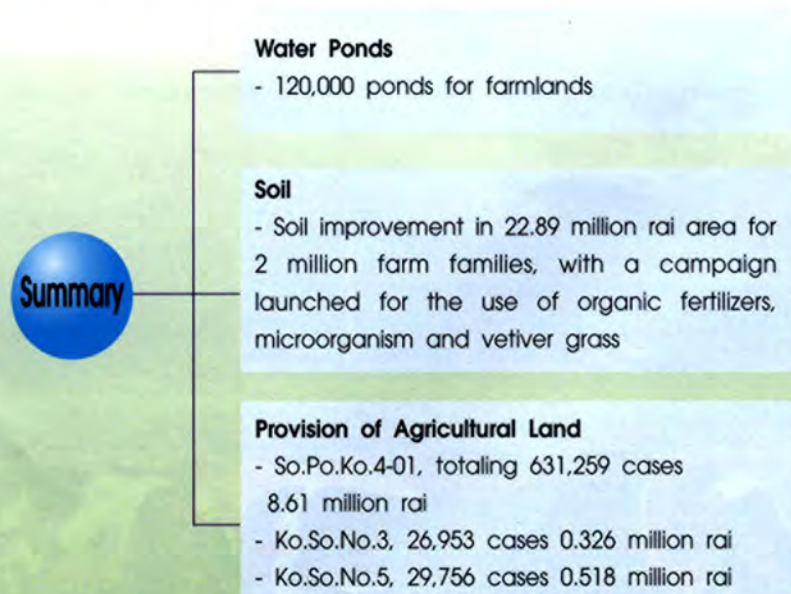 Summary
Water Ponds
- 120,000 ponds for farmlands
Soil
- Soil improvement in 22.89 million rai area for
2 million farm families, with a campaign
launched for the use of organic fertilizers,
microorganism and vetiver grass
Provision of Agricultural Land
- So.Po.Ko.4-01, totaling 631,259 cases
8.61 million rai
- Ko.So.No.3, 26,953 cases 0.326 million rai
- Ko.So.No.5, 29,756 cases 0.518 million rai